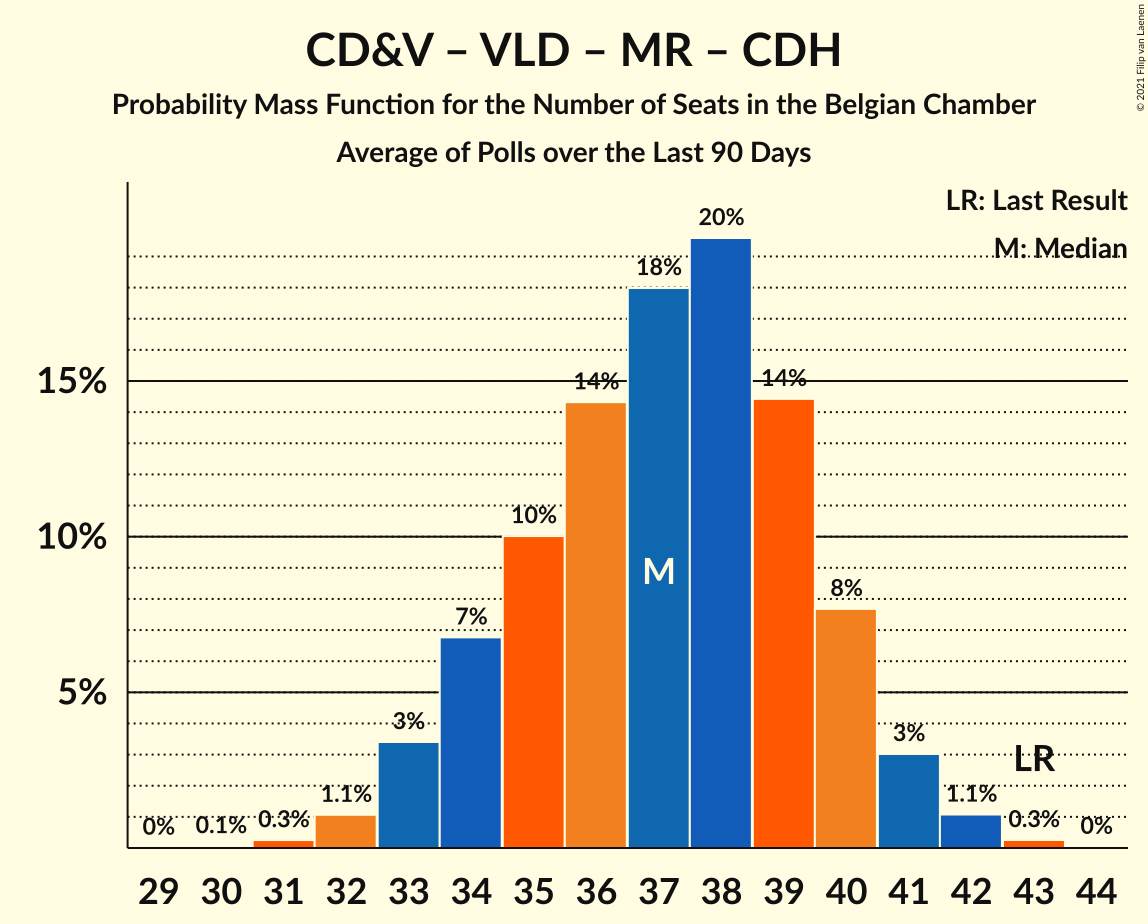 CD&V – VLD – MR – CDH
Probability Mass Function for the Number of Seats in the Belgian Chamber
Average of Polls over the Last 90 Days
© 2021 Filip van Laenen
LR: Last Result
M: Median
20%
18%
15%
14%
14%
10%
10%
M
8%
7%
5%
3%
3%
LR
1.1%
1.1%
0%
0.1%
0.3%
0.3%
0%
29 30 31 32 33 34 35 36 37 38 39 40 41 42 43 44